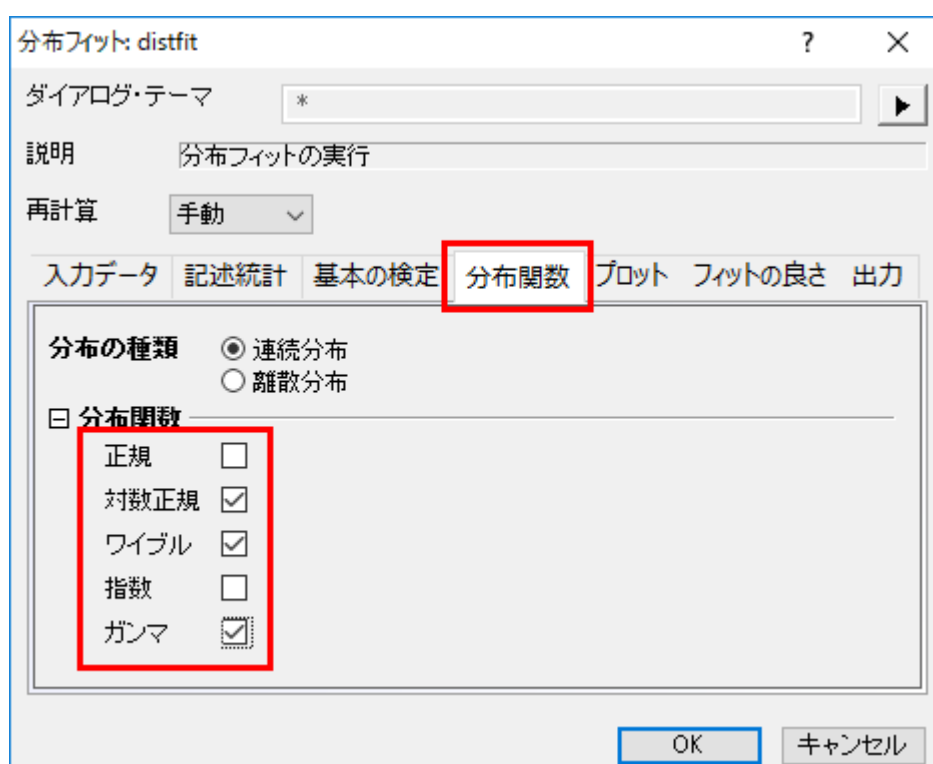 分布フィット: distfit ? ×
ダイアログ・テーマ *
説明 分布フィットの実行
再計算 手動
入力データ 記述統計 基本の検定 分布関数 プロット フィットの良さ 出力
分布の種類 連続分布
離散分布
分布関数
正規
対数正規
ワイブル
指数
ガンマ
OK キャンセル